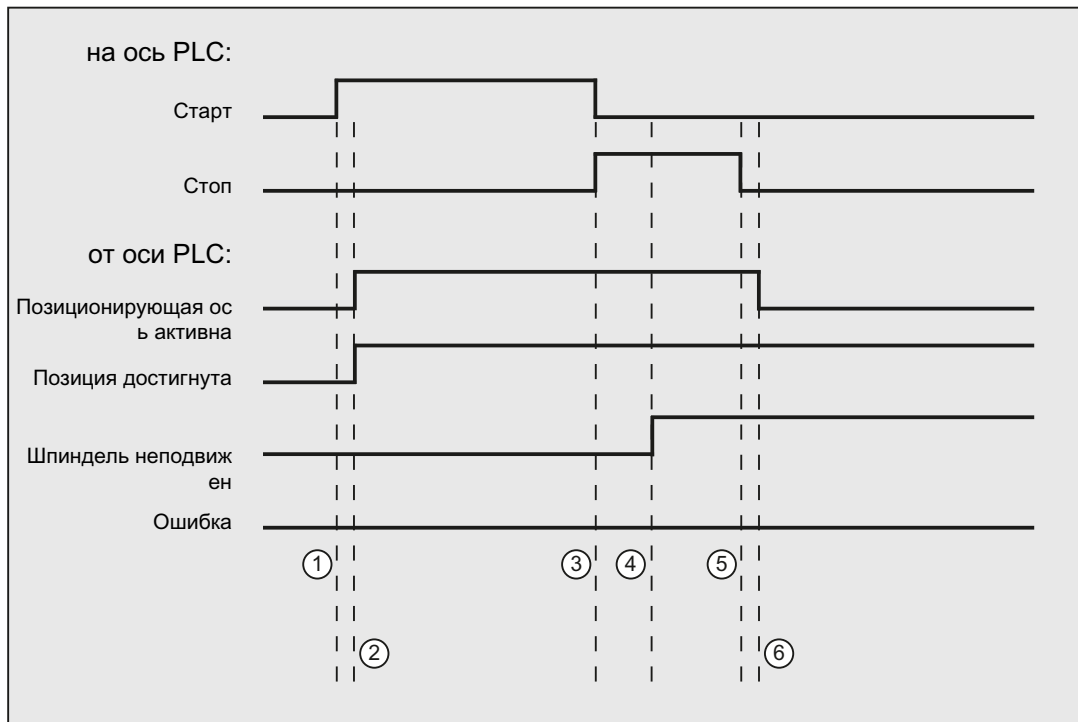 на ось PLC:
Старт
Стоп
от оси PLC:
Позиционирующая ос
ь активна
Позиция достигнута
Шпиндель неподвиж
ен
Ошибка
1 3 4 5
2 6